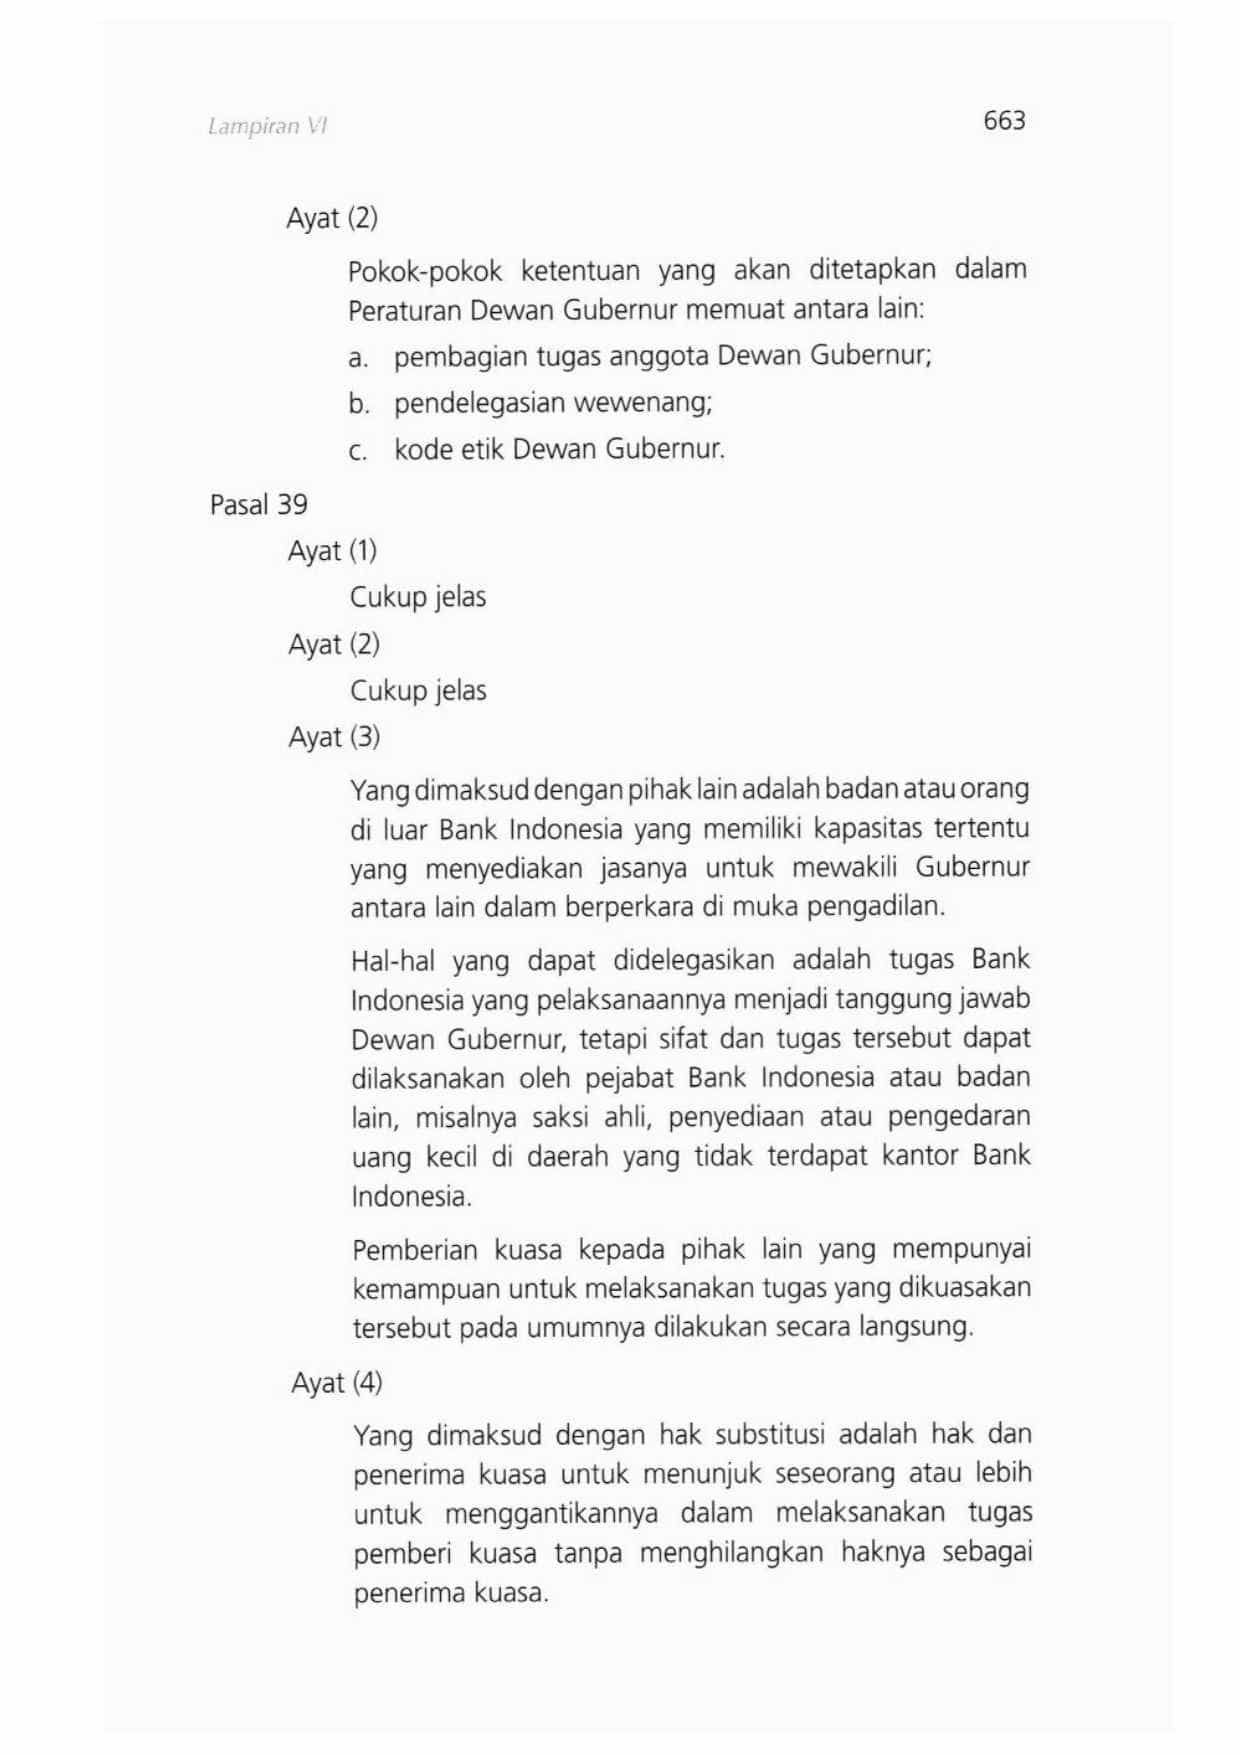 Lampiran VI
663
Ayat (2)
Pokok-pokok ketentuan yang akan ditetapkan dalam
Peraturan Dewan Gubernur memuat antara lain:
a. pembagian tugas anggota Dewan Gubernur;
b. pendelegasian wewenang;
c. kode etik Dewan Gubernur.
Pasal 39
Ayat (1)
Cukup jelas
Ayat (2)
Cukup jelas
Ayat (3)
Yang dimaksud dengan pihak lain adalah badan atau orang
di luar Bank Indonesia yang memiliki kapasitas tertentu
yang menyediakan jasanya untuk mewakili Gubernur
antara lain dalam berperkara di muka pengadilan.
Hal-hal yang dapat didelegasikan adalah tugas Bank
Indonesia yang pelaksanaannya menjadi tanggung jawab
Dewan Gubernur, tetapi sifat dan tugas tersebut dapat
dilaksanakan oleh pejabat Bank Indonesia atau badan
lain, misalnya saksi ahli, penyediaan atau pengedaran
uang kecil di daerah yang tidak terdapat kantor Bank
Indonesia.
Pemberian kuasa kepada pihak lain yang mempunyai
kemampuan untuk melaksanakan tugas yang dikuasakan
tersebut pada umumnya dilakukan secara langsung.
Ayat (4)
Yang dimaksud dengan hak substitusi adalah hak dan
penerima kuasa untuk menunjuk seseorang atau lebih
untuk menggantikannya dalam melaksanakan tugas
pemberi kuasa tanpa menghilangkan haknya sebagai
penerima kuasa.